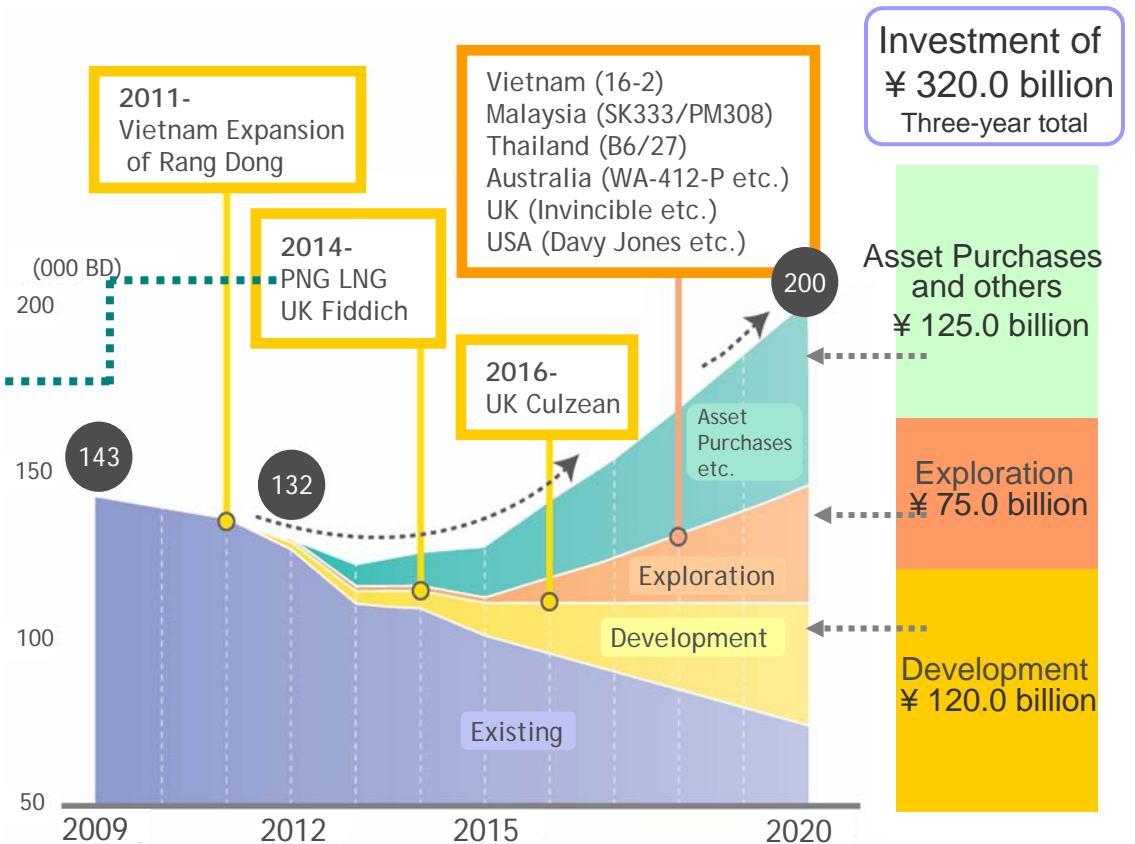 Investment of
¥ 320.0 billion
Three-year total
2011-
Vietnam Expansion
of Rang Dong
Vietnam (16-2)
Malaysia (SK333/PM308)
Thailand (B6/27)
Australia (WA-412-P etc.)
UK (Invincible etc.)
USA (Davy Jones etc.)
2014-
PNG LNG
UK Fiddich
2016-
UK Culzean
(000 BD)
200
150
100
50
143
132
200
Asset
Purchases
etc.
Exploration
Development
Existing
2009
2012
2015
2020
Asset Purchases
and others
¥ 125.0 billion
Exploration
¥ 75.0 billion
Development
¥ 120.0 billion